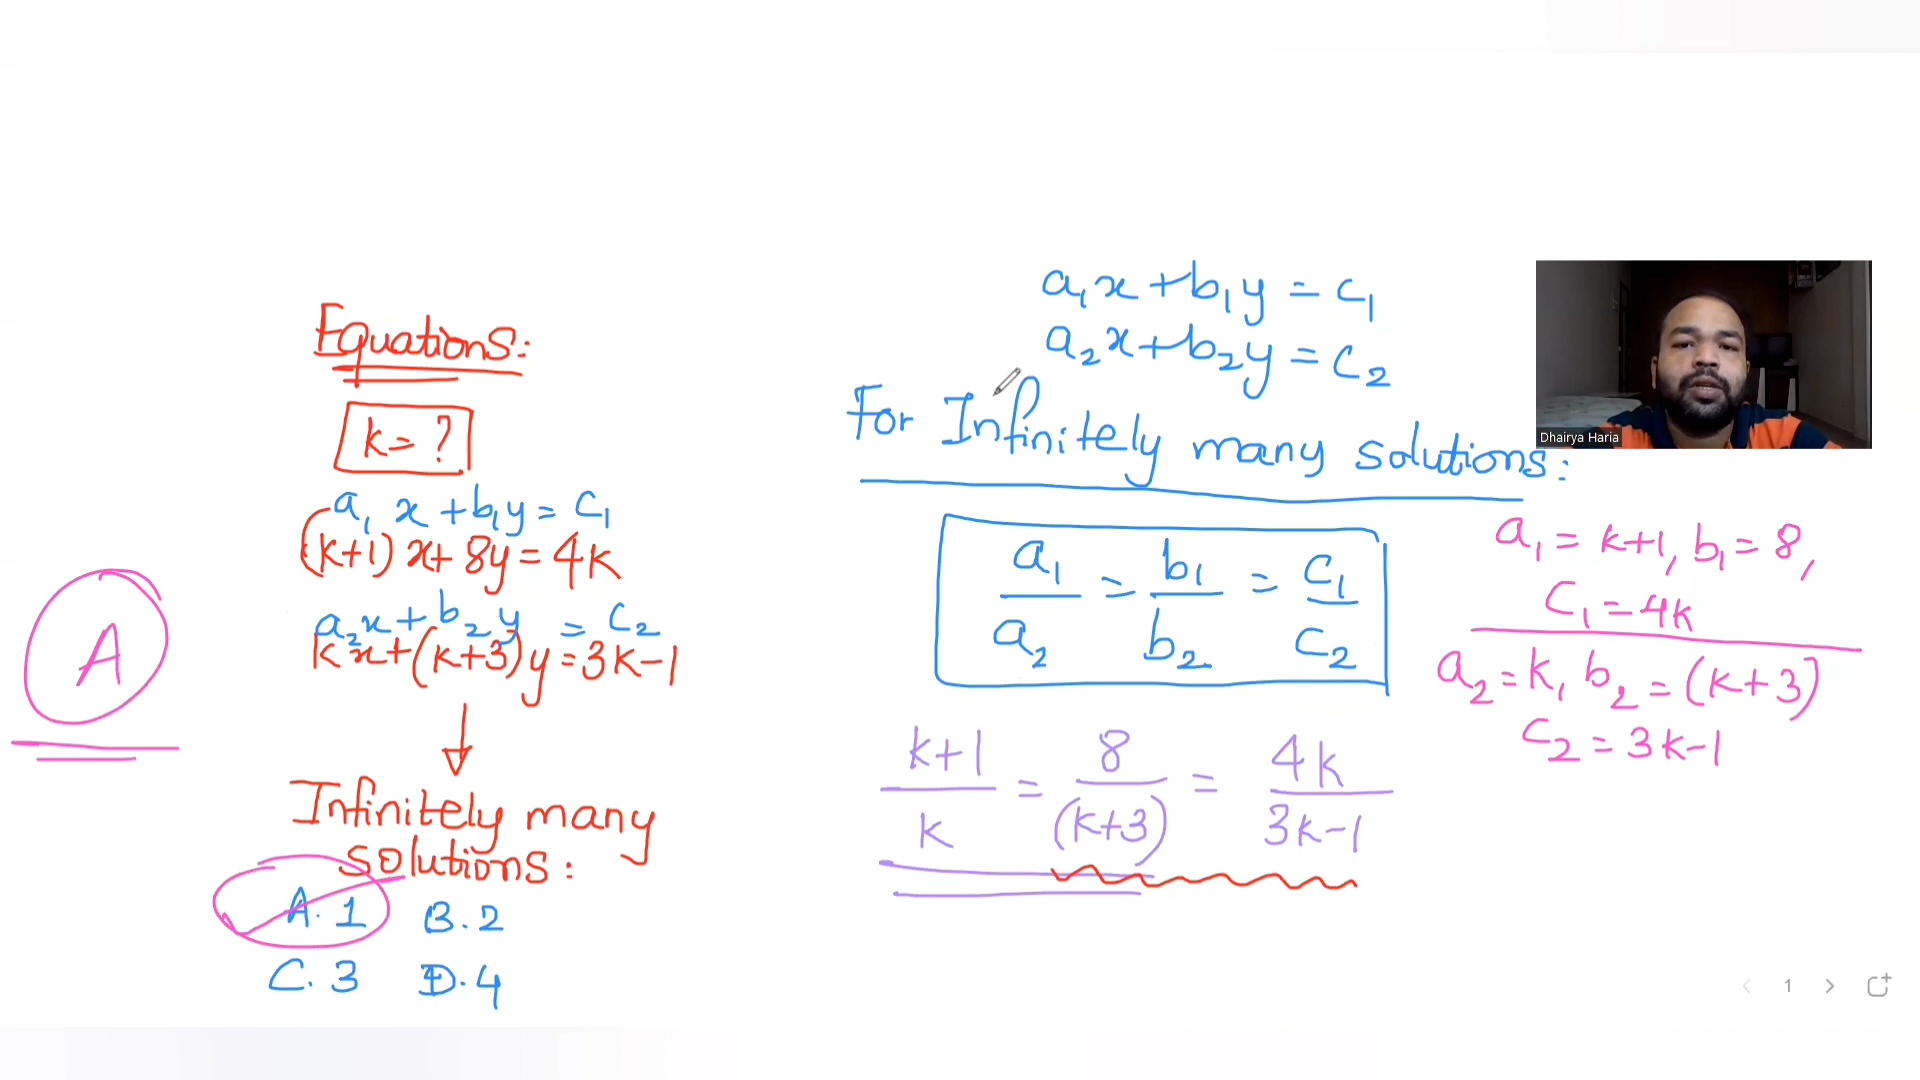 Equations:
k = ?
a₁x + b₁y = c₁
(k+1)x + 8y = 4k
a₂x + b₂y = c₂
kx + (k+3)y = 3k-1
Infinitely many
solutions:
A. 1 B. 2
C. 3 D. 4
A
a₁x + b₁y = c₁
a₂x + b₂y = c₂
For Infinitely many solutions:
a₁/a₂ = b₁/b₂ = c₁/c₂
k+1/k = 8/(k+3) = 4k/3k-1
Dhairya Haria
a₁ = k+1, b₁ = 8,
c₁ = 4k
a₂ = k, b₂ = (k+3)
c₂ = 3k-1
1